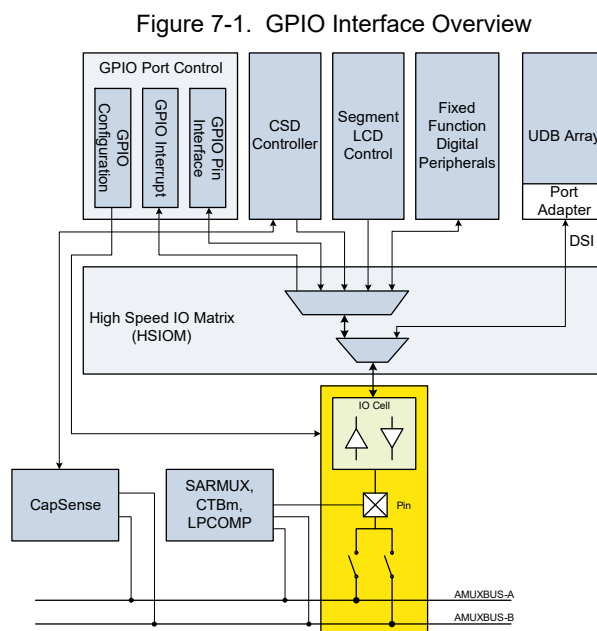 Figure 7-1. GPIO Interface Overview
GPIO Port Control
GPIO
Configuration
GPIO Interrupt
GPIO Pin
Interface
CSD
Controller
Segment
LCD
Control
Fixed
Function
Digital
Peripherals
UDB Array
Port
Adapter
DSI
High Speed IO Matrix
(HSIOM)
IO Cell
CapSense
SARMUX,
CTBm,
LPCOMP
Pin
AMUXBUS-A
AMUXBUS-B